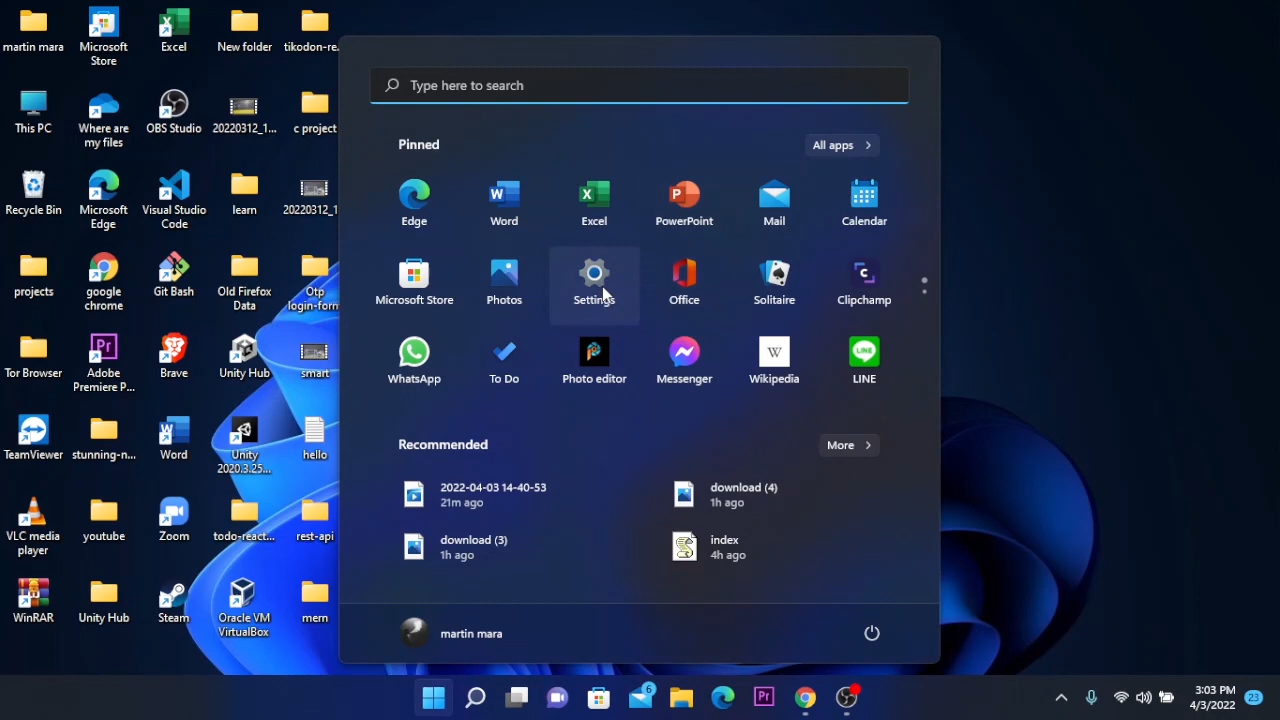 martin mara
Microsoft
Store
Excel
New folder
tikodon-re...
This PC
Where are
my files
OBS Studio
20220312_1...
c project
Recycle Bin
Microsoft
Edge
Visual Studio
Code
learn
20220312_1
projects
google
chrome
Git Bash
Old Firefox
Data
Otp
login-form
Tor Browser
Adobe
Premiere P...
Brave
Unity Hub
smart
TeamViewer
stunning-n...
Word
Unity
2020.3.25...
hello
VLC media
player
youtube
Zoom
todo-react...
rest-api
WinRAR
Unity Hub
Steam
Oracle VM
VirtualBox
mern
Type here to search
Pinned
All apps
Edge
Word
Excel
PowerPoint
Mail
Calendar
Microsoft Store
Photos
Settings
Office
Solitaire
Clipchamp
WhatsApp
To Do
Photo editor
Messenger
Wikipedia
LINE
Recommended
More
2022-04-03 14-40-53
21m ago
download (4)
1h ago
download (3)
1h ago
index
4h ago
martin mara
6
3:03 PM
4/3/2022
23